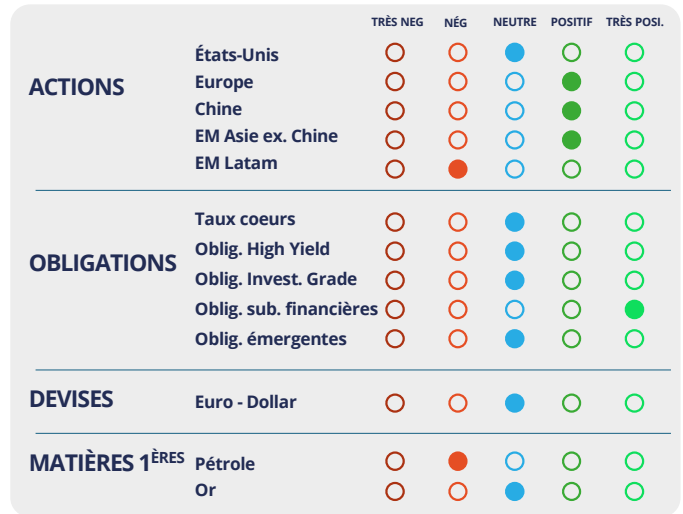 TRÈS NEG NÉG NEUTRE POSITIF TRÈS POSI.
ACTIONS
États-Unis
Europe
Chine
EM Asie ex. Chine
EM Latam
OBLIGATIONS
Taux coeurs
Oblig. High Yield
Oblig. Invest. Grade
Oblig. sub. financières
Oblig. émergentes
DEVISES
Euro - Dollar
MATIÈRES 1ÈRES
Pétrole
Or